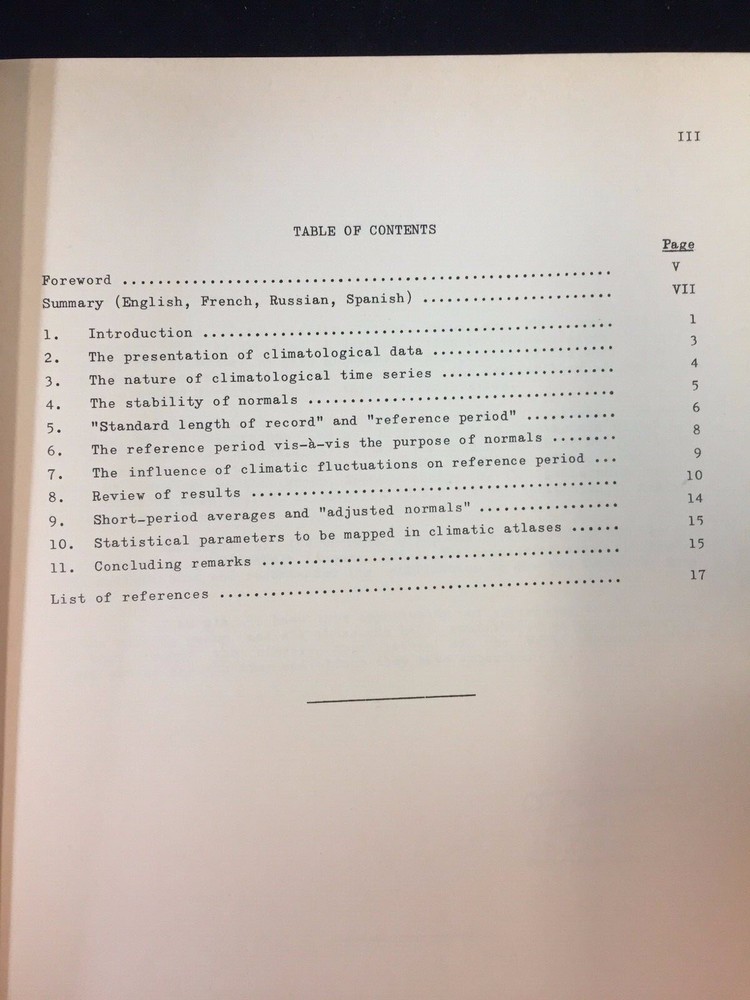 III
TABLE OF CONTENTS
Page
Foreword ........................................................ V
Summary (English, French, Russian, Spanish) ...................... VII
1. Introduction ............................................... 1
2. The presentation of climatological data ..................... 3
3. The nature of climatological time series .................... 4
4. The stability of normals ................................... 5
5. "Standard length of record" and "reference period" ........... 6
6. The reference period vis-à-vis the purpose of normals ........ 8
7. The influence of climatic fluctuations on reference period ... 9
8. Review of results .......................................... 10
9. Short-period averages and "adjusted normals" ................ 14
10. Statistical parameters to be mapped in climatic atlases ...... 15
11. Concluding remarks ......................................... 15
List of references .............................................. 17